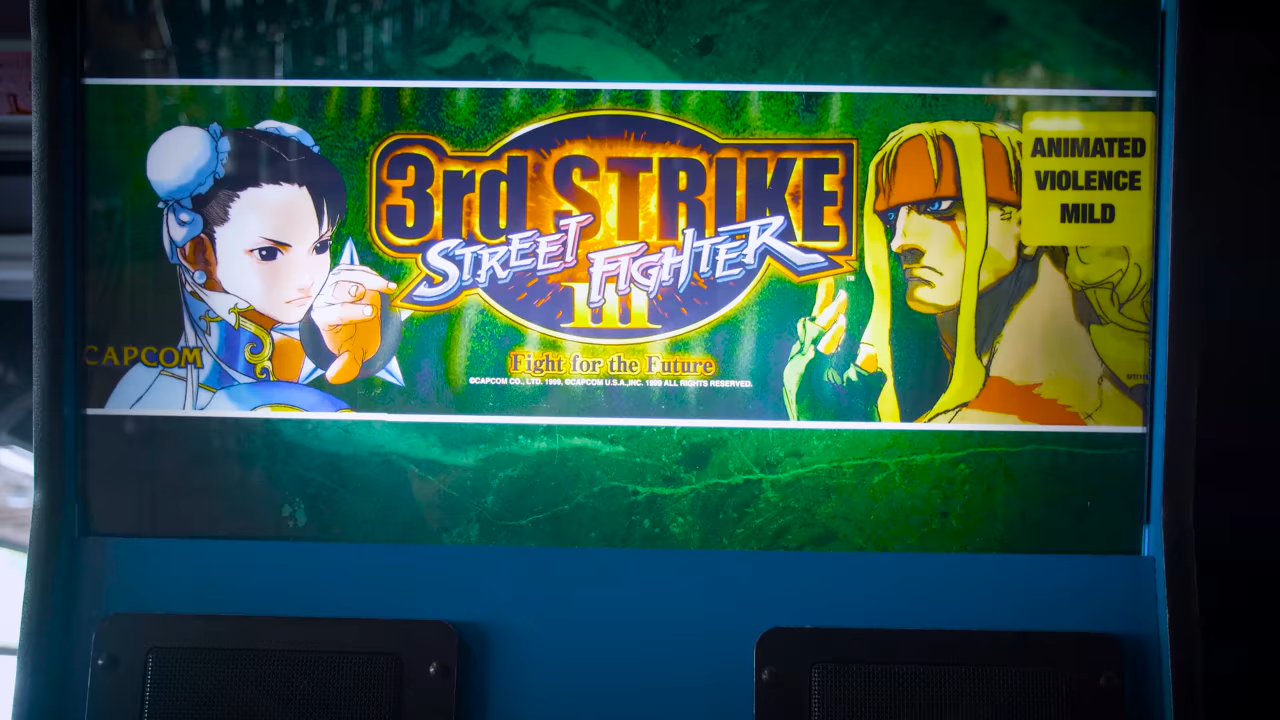 3rd STRIKE
STREET FIGHTER
III
Fight for the Future
©CAPCOM CO., LTD. 1999, ©CAPCOM U.S.A.,INC. 1999 ALL RIGHTS RESERVED.
CAPCOM
ANIMATED
VIOLENCE
MILD